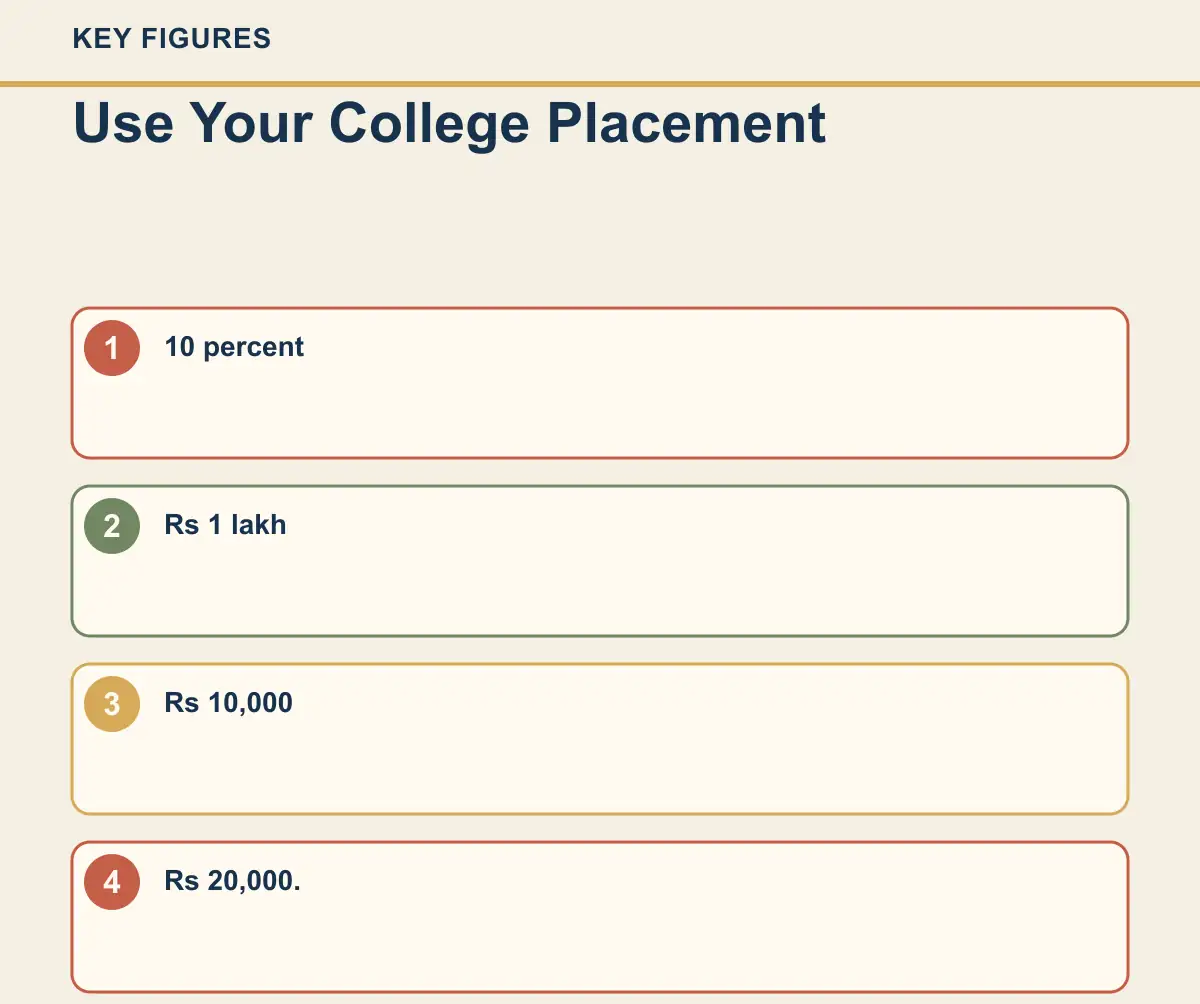 KEY FIGURES
Use Your College Placement
1 10 percent
2 Rs 1 lakh
3 Rs 10,000
4 Rs 20,000.